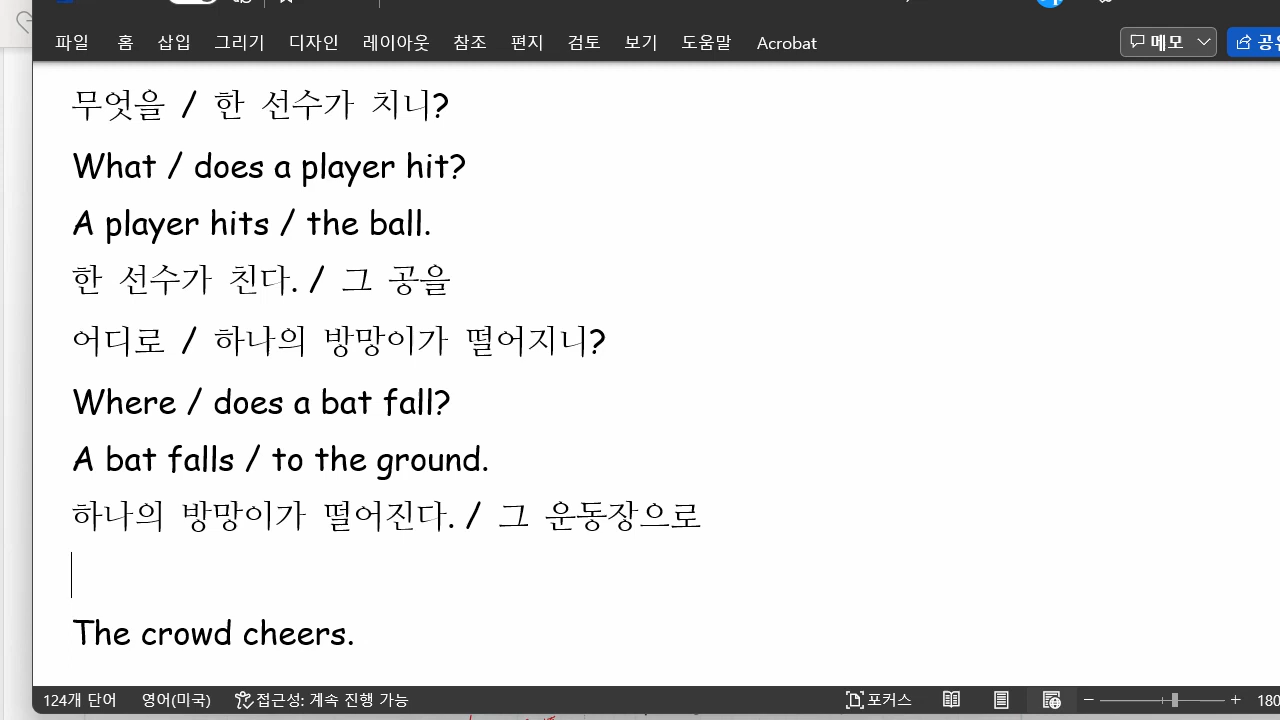 파일 홈 삽입 그리기 디자인 레이아웃 참조 편지 검토 보기 도움말 Acrobat 메모
무엇을 / 한 선수가 치니?
What / does a player hit?
A player hits / the ball.
한 선수가 친다. / 그 공을
어디로 / 하나의 방망이가 떨어지니?
Where / does a bat fall?
A bat falls / to the ground.
하나의 방망이가 떨어진다. / 그 운동장으로
The crowd cheers.
124개 단어 영어(미국) 접근성: 계속 진행 가능 포커스 180